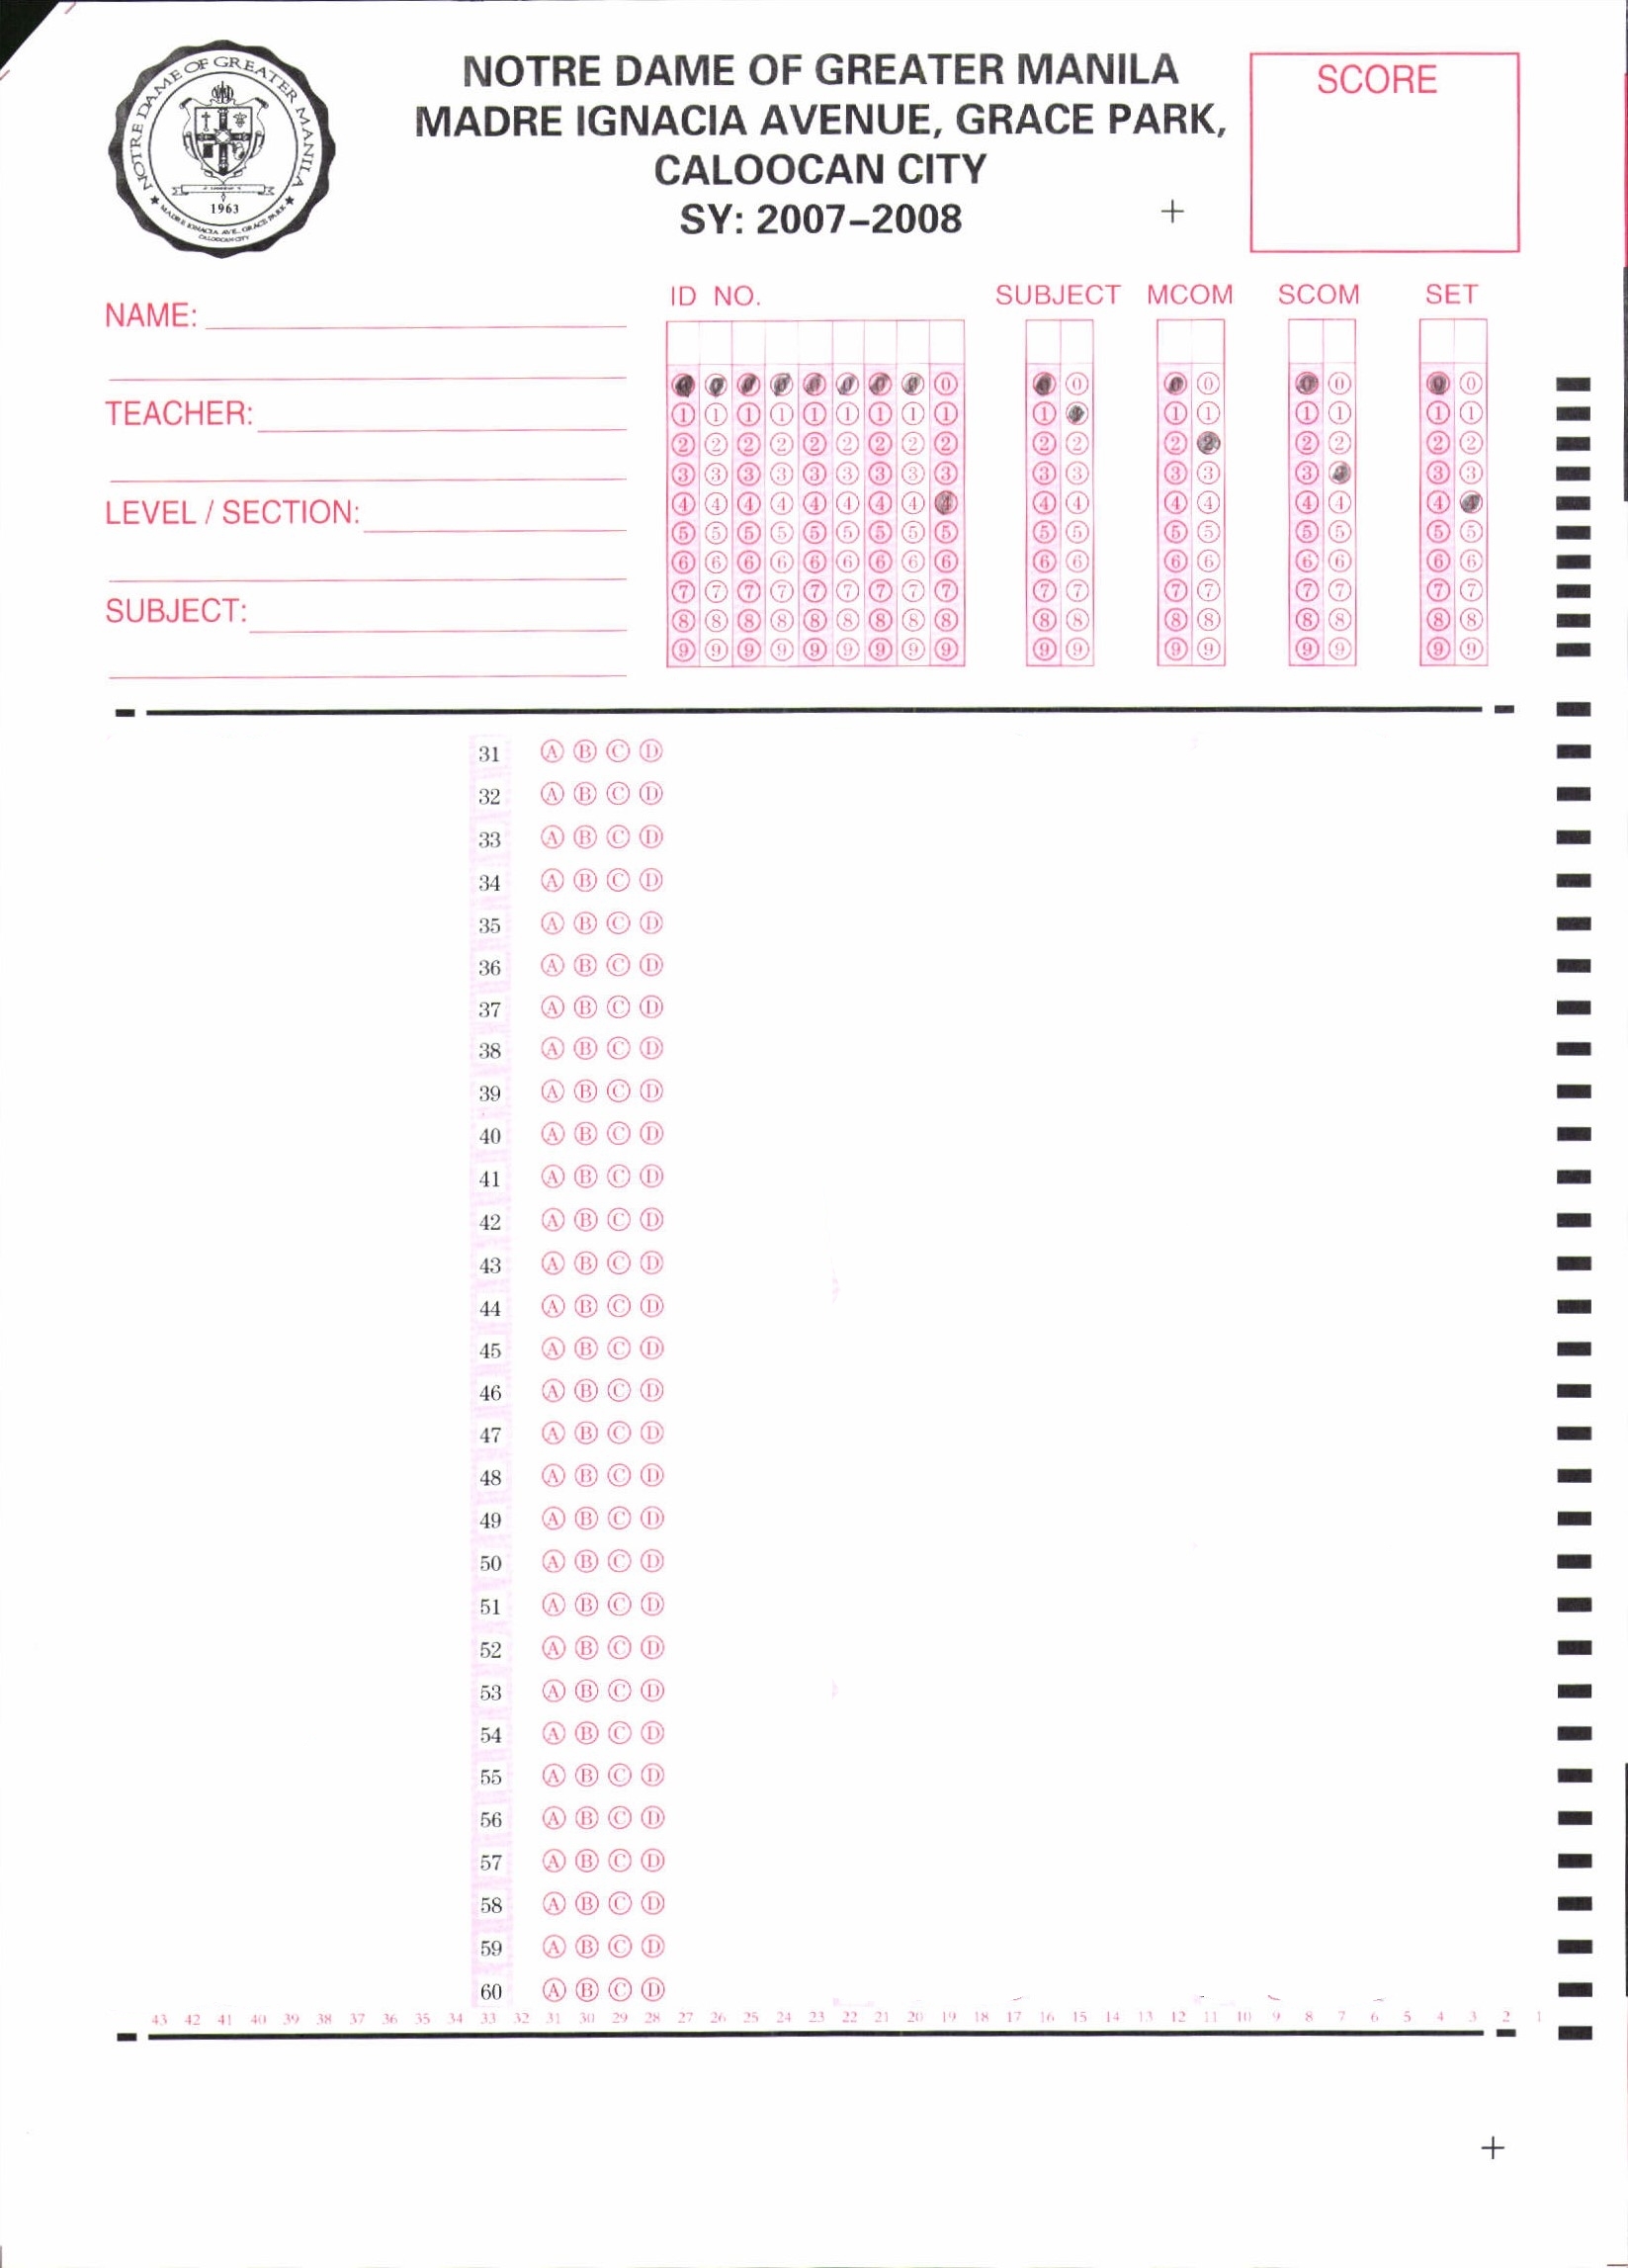 NOTRE DAME OF GREATER MANILA
1963
MADRE IGNACIA AVE., GRACE PARK
CALOOCAN CITY
NOTRE DAME OF GREATER MANILA
MADRE IGNACIA AVENUE, GRACE PARK,
CALOOCAN CITY
SY: 2007–2008
SCORE
NAME:
TEACHER:
LEVEL / SECTION:
SUBJECT:
ID NO. SUBJECT MCOM SCOM SET
0 0 0 0 0 0 0 0 0 0 0 0 0 0 0 0 0
1 1 1 1 1 1 1 1 1 1 1 1 1 1 1 1 1
2 2 2 2 2 2 2 2 2 2 2 2 2 2 2 2 2
3 3 3 3 3 3 3 3 3 3 3 3 3 3 3 3 3
4 4 4 4 4 4 4 4 4 4 4 4 4 4 4 4 4
5 5 5 5 5 5 5 5 5 5 5 5 5 5 5 5 5
6 6 6 6 6 6 6 6 6 6 6 6 6 6 6 6 6
7 7 7 7 7 7 7 7 7 7 7 7 7 7 7 7 7
8 8 8 8 8 8 8 8 8 8 8 8 8 8 8 8 8
9 9 9 9 9 9 9 9 9 9 9 9 9 9 9 9 9
31 A B C D
32 A B C D
33 A B C D
34 A B C D
35 A B C D
36 A B C D
37 A B C D
38 A B C D
39 A B C D
40 A B C D
41 A B C D
42 A B C D
43 A B C D
44 A B C D
45 A B C D
46 A B C D
47 A B C D
48 A B C D
49 A B C D
50 A B C D
51 A B C D
52 A B C D
53 A B C D
54 A B C D
55 A B C D
56 A B C D
57 A B C D
58 A B C D
59 A B C D
60 A B C D
43 42 41 40 39 38 37 36 35 34 33 32 31 30 29 28 27 26 25 24 23 22 21 20 19 18 17 16 15 14 13 12 11 10 9 8 7 6 5 4 3 2 1